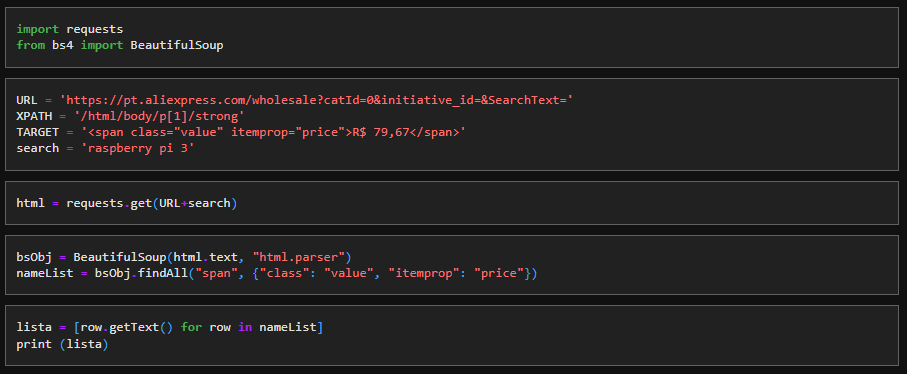 import requests
from bs4 import BeautifulSoup
URL = 'https://pt.aliexpress.com/wholesale?catId=0&initiative_id=&SearchText='
XPATH = '/html/body/p[1]/strong'
TARGET = '<span class="value" itemprop="price">R$ 79,67</span>'
search = 'raspberry pi 3'
html = requests.get(URL+search)
bsObj = BeautifulSoup(html.text, "html.parser")
nameList = bsObj.findAll("span", {"class": "value", "itemprop": "price"})
lista = [row.getText() for row in nameList]
print (lista)